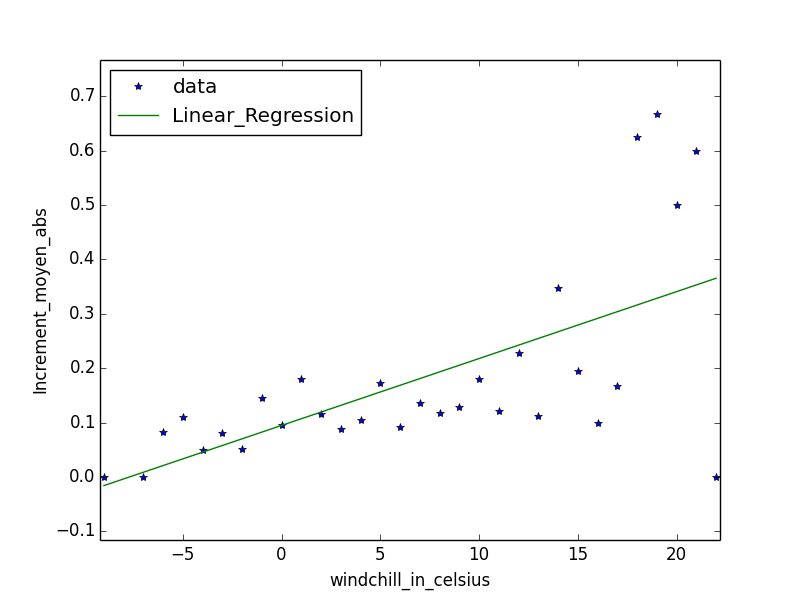 data
Linear_Regression
0.7
0.6
0.5
0.4
0.3
0.2
0.1
0.0
−0.1
Increment_moyen_abs
−5 0 5 10 15 20
windchill_in_celsius